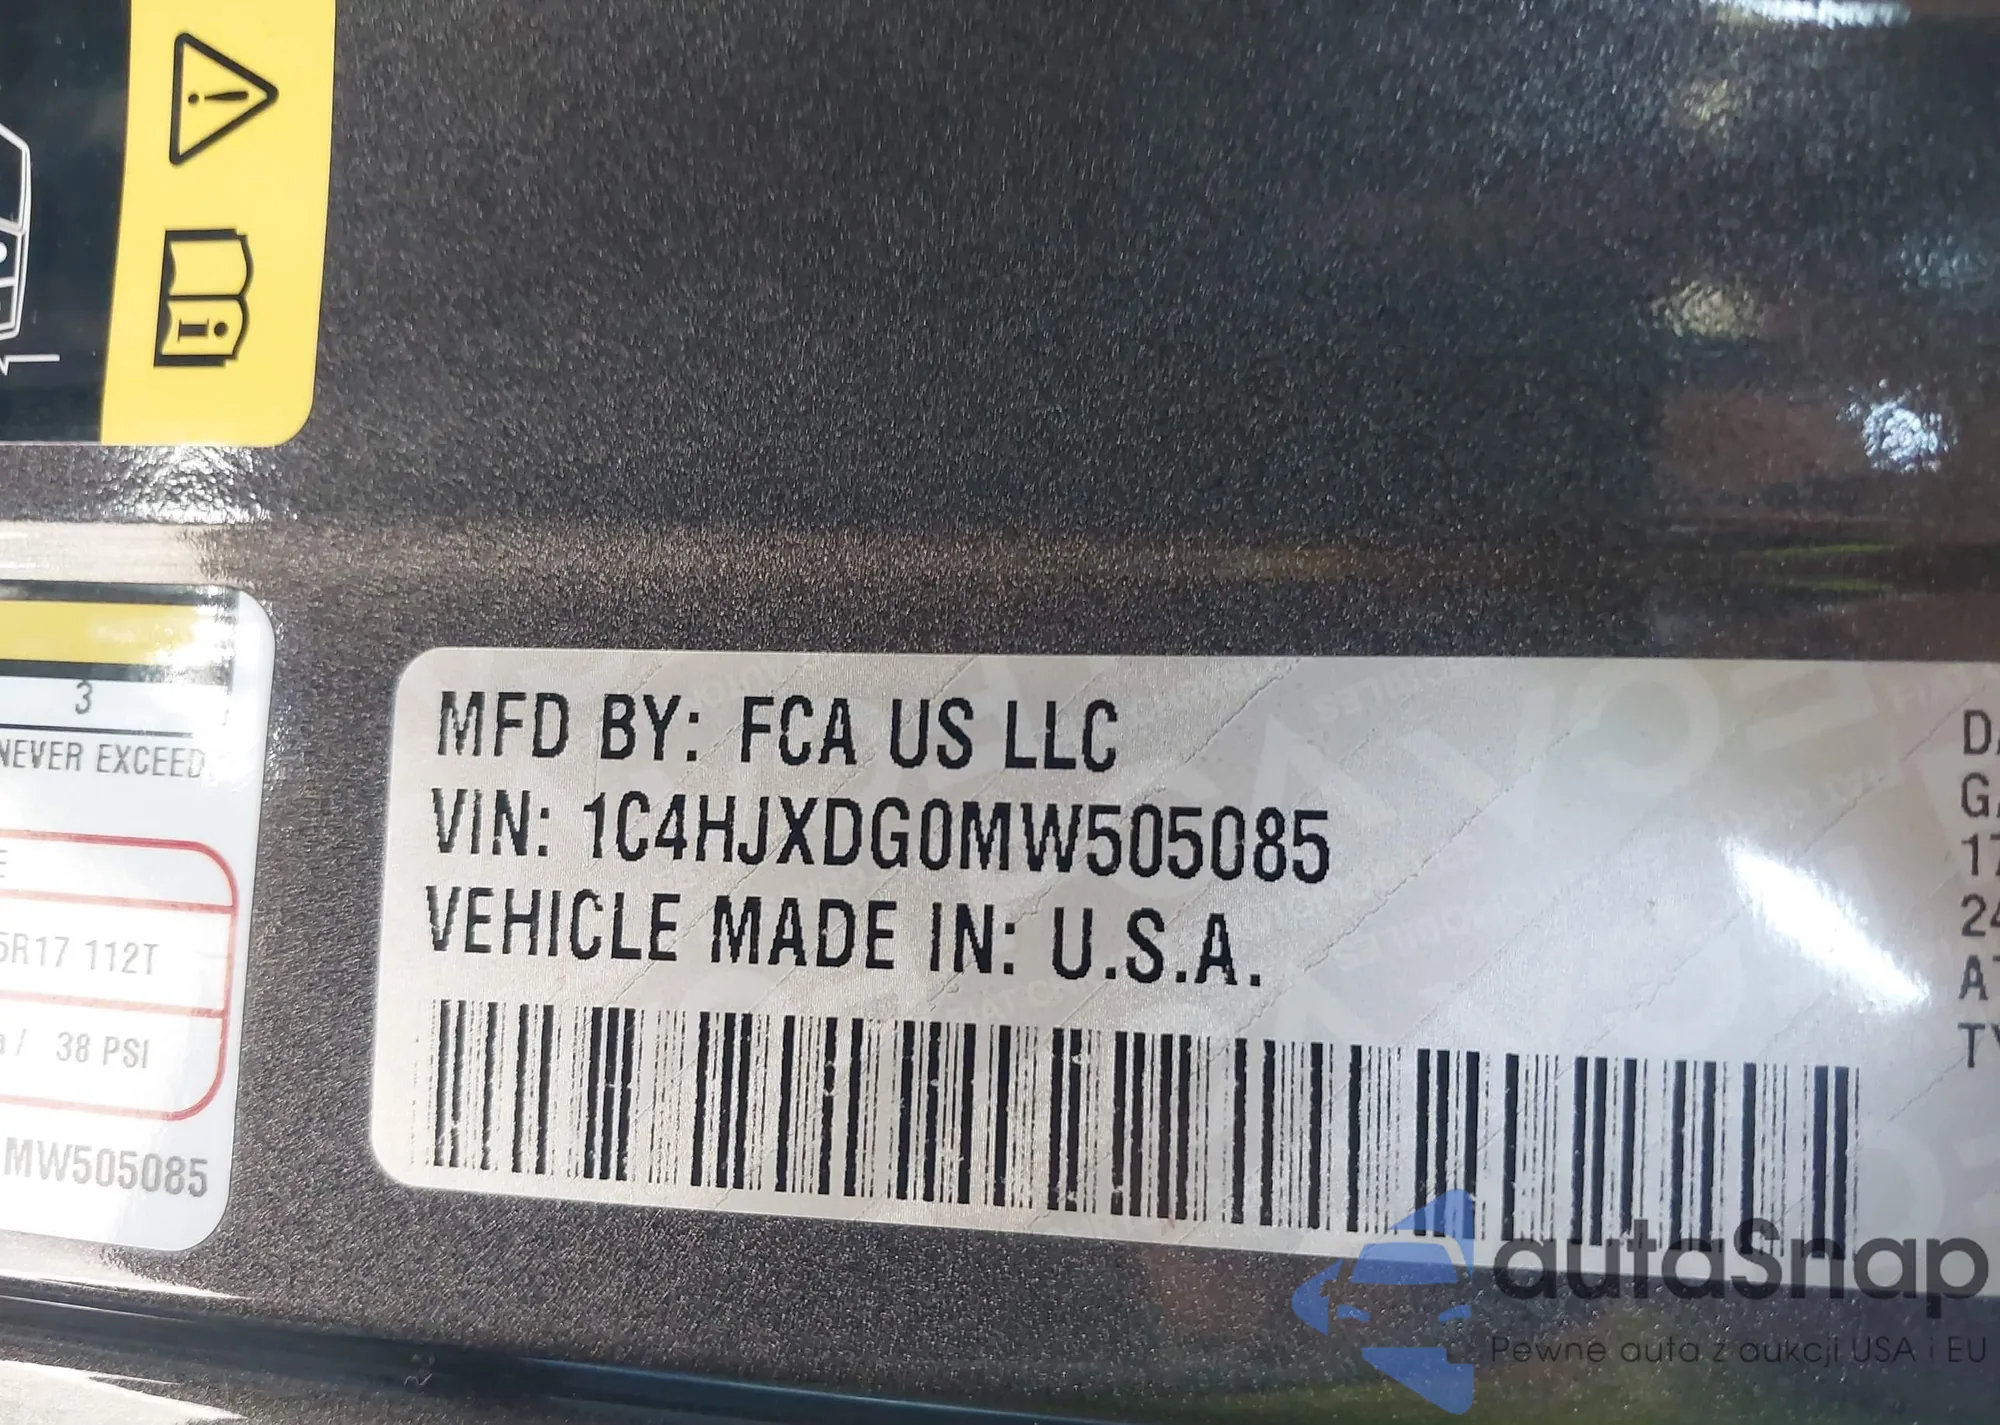 3
NEVER EXCEED
5R17 112T
/ 38 PSI
MW505085
MFD BY: FCA US LLC
VIN: 1C4HJXDG0MW505085
VEHICLE MADE IN: U.S.A.
autaSnap
Pewne auta z aukcji USA i EU